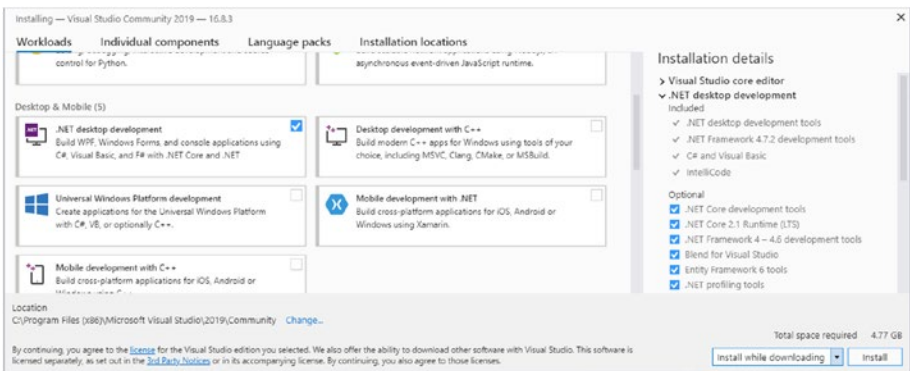 Installing — Visual Studio Community 2019 — 16.8.3
Workloads Individual components Language packs Installation locations
control for Python.
asynchronous event-driven JavaScript runtime.
Desktop & Mobile (5)
.NET desktop development
Build WPF, Windows Forms, and console applications using
C#, Visual Basic, and F# with .NET Core and .NET
Desktop development with C++
Build modern C++ apps for Windows using tools of your
choice, including MSVC, Clang, CMake, or MSBuild.
Universal Windows Platform development
Create applications for the Universal Windows Platform
with C#, VB, or optionally C++.
Mobile development with .NET
Build cross-platform applications for iOS, Android or
Windows using Xamarin.
Mobile development with C++
Build cross-platform applications for iOS, Android or
Windows using C++
Location
C:\Program Files (x86)\Microsoft Visual Studio\2019\Community Change...
By continuing, you agree to the license for the Visual Studio edition you selected. We also offer the ability to download other software with Visual Studio. This software is
licensed separately, as set out in the 3rd Party Notices or in its accompanying license. By continuing, you also agree to those licenses.
Installation details
Visual Studio core editor
.NET desktop development
Included
.NET desktop development tools
.NET Framework 4.7.2 development tools
C# and Visual Basic
IntelliCode
Optional
.NET Core development tools
.NET Core 2.1 Runtime (LTS)
.NET Framework 4 – 4.6 development tools
Blend for Visual Studio
Entity Framework 6 tools
.NET profiling tools
Total space required 4.77 GB
Install while downloading Install